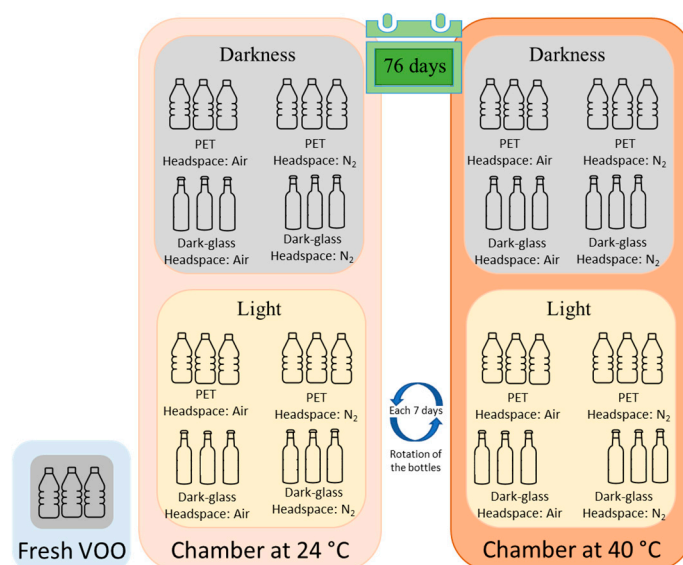 76 days
Darkness
PET
Headspace: Air
PET
Headspace: N₂
Dark-glass
Headspace: Air
Dark-glass
Headspace: N₂
Light
PET
Headspace: Air
PET
Headspace: N₂
Dark-glass
Headspace: Air
Dark-glass
Headspace: N₂
Chamber at 24 °C
Each 7 days
Rotation of
the bottles
Darkness
PET
Headspace: Air
PET
Headspace: N₂
Dark-glass
Headspace: Air
Dark-glass
Headspace: N₂
Light
PET
Headspace: Air
PET
Headspace: N₂
Dark-glass
Headspace: Air
Dark-glass
Headspace: N₂
Chamber at 40 °C
Fresh VOO